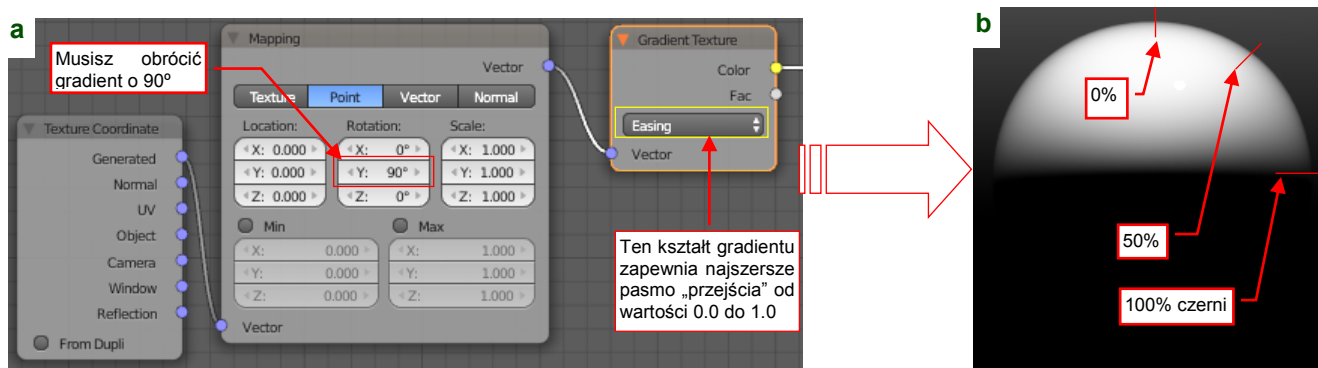 a
Mapping
Musisz obrócić
gradient o 90º
Vector
Texture Point Vector Normal
Location: Rotation: Scale:
X: 0.000 X: 0° X: 1.000
Y: 0.000 Y: 90° Y: 1.000
Z: 0.000 Z: 0° Z: 1.000
Min Max
X: 0.000 X: 1.000
Y: 0.000 Y: 1.000
Z: 0.000 Z: 1.000
Vector
Texture Coordinate
Generated
Normal
UV
Object
Camera
Window
Reflection
From Dupli
Gradient Texture
Color
Fac
Easing
Vector
Ten kształt gradientu
zapewnia najszersze
pasmo „przejścia” od
wartości 0.0 do 1.0
b
0%
50%
100% czerni